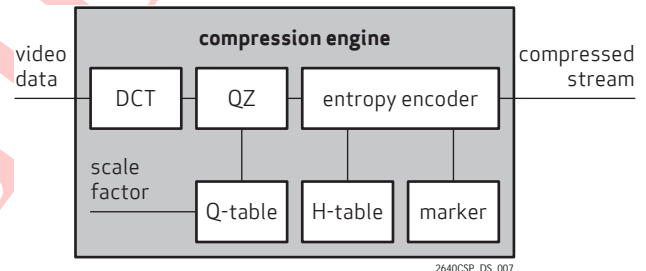 compression engine
video
data
compressed
stream
DCT
QZ
entropy encoder
scale
factor
Q-table
H-table
marker
2640CSP_DS_007